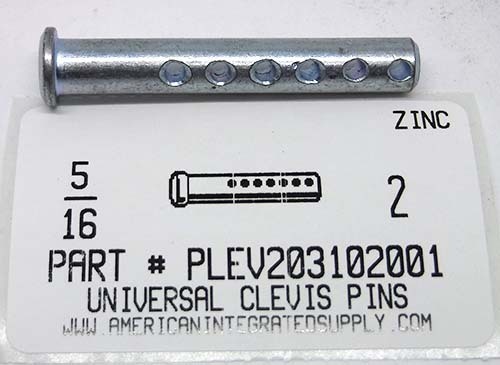 ZINC
5/16
2
PART # PLEV203102001
UNIVERSAL CLEVIS PINS
WWW.AMERICANINTEGRATEDSUPPLY.COM